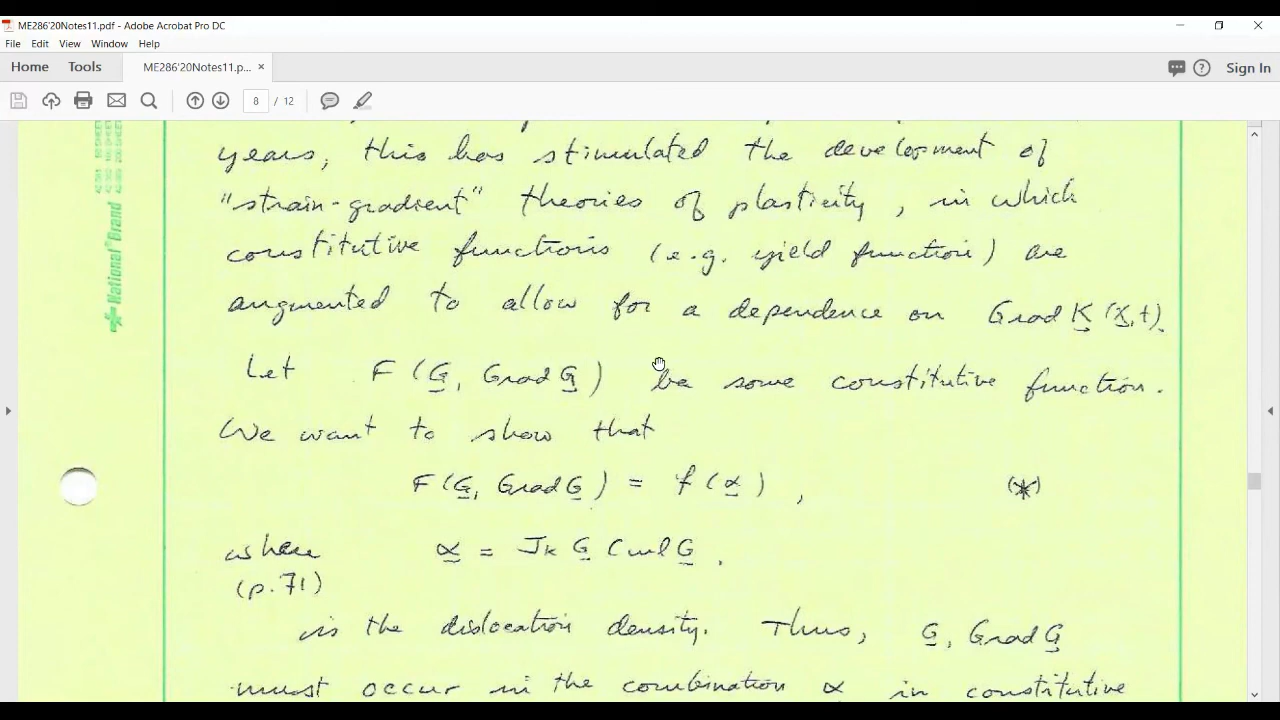 ME286'20Notes11.pdf - Adobe Acrobat Pro DC
File Edit View Window Help
Home Tools ME286'20Notes11.p... × Sign In
8 / 12
years, this has stimulated the development of
"strain-gradient" theories of plasticity, in which
constitutive functions (e.g. yield function) are
augmented to allow for a dependence on Grad K(X,t).
Let F(G, Grad G) be some constitutive function.
We want to show that
F(G, Grad G) = f(α), (*)
where α = J_K G Curl G.
(p.71)
is the dislocation density. Thus, G, Grad G
must occur in the combination α in constitutive
National®Brand